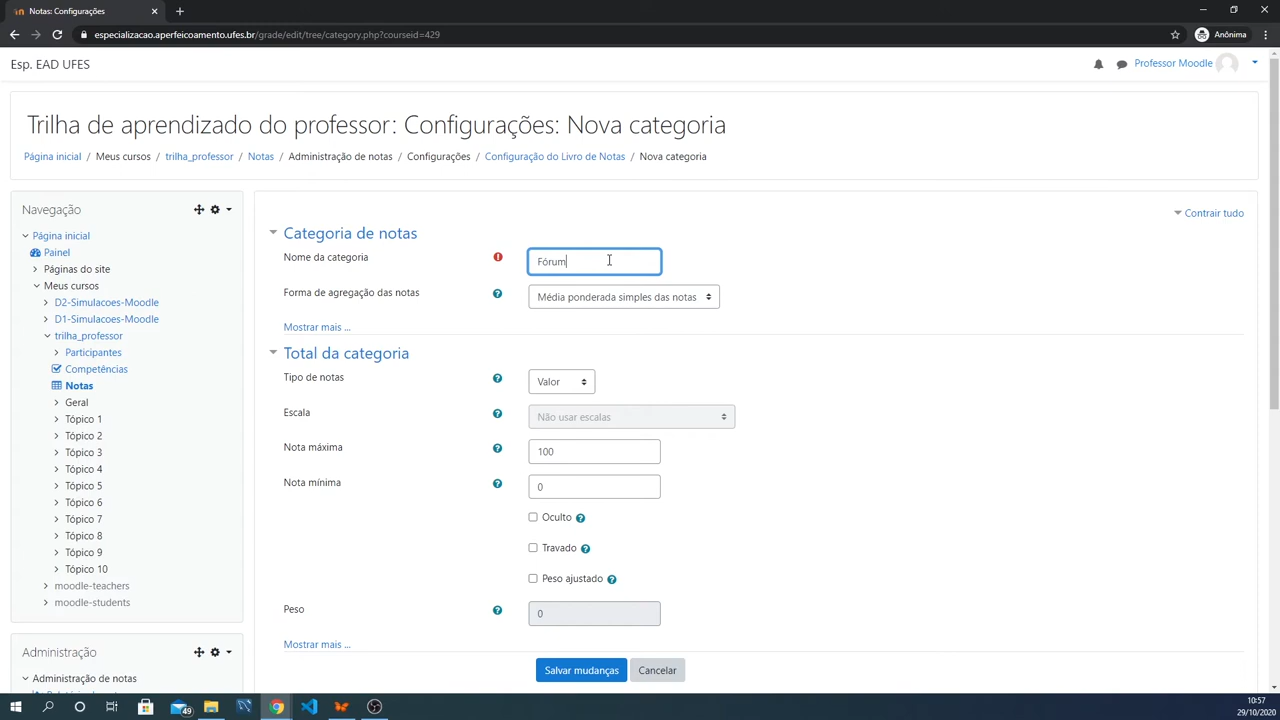 Notas: Configurações
especializacao.aperfeicoamento.ufes.br/grade/edit/tree/category.php?courseid=429
Anônima
Esp. EAD UFES
Professor Moodle
Trilha de aprendizado do professor: Configurações: Nova categoria
Página inicial / Meus cursos / trilha_professor / Notas / Administração de notas / Configurações / Configuração do Livro de Notas / Nova categoria
Navegação
Página inicial
Painel
Páginas do site
Meus cursos
D2-Simulacoes-Moodle
D1-Simulacoes-Moodle
trilha_professor
Participantes
Competências
Notas
Geral
Tópico 1
Tópico 2
Tópico 3
Tópico 4
Tópico 5
Tópico 6
Tópico 7
Tópico 8
Tópico 9
Tópico 10
moodle-teachers
moodle-students
Administração
Administração de notas
Contrair tudo
Categoria de notas
Nome da categoria
Fórum
Forma de agregação das notas
Média ponderada simples das notas
Mostrar mais ...
Total da categoria
Tipo de notas
Valor
Escala
Não usar escalas
Nota máxima
100
Nota mínima
0
Oculto
Travado
Peso ajustado
Peso
0
Mostrar mais ...
Salvar mudanças
Cancelar
49
10:57
29/10/2020